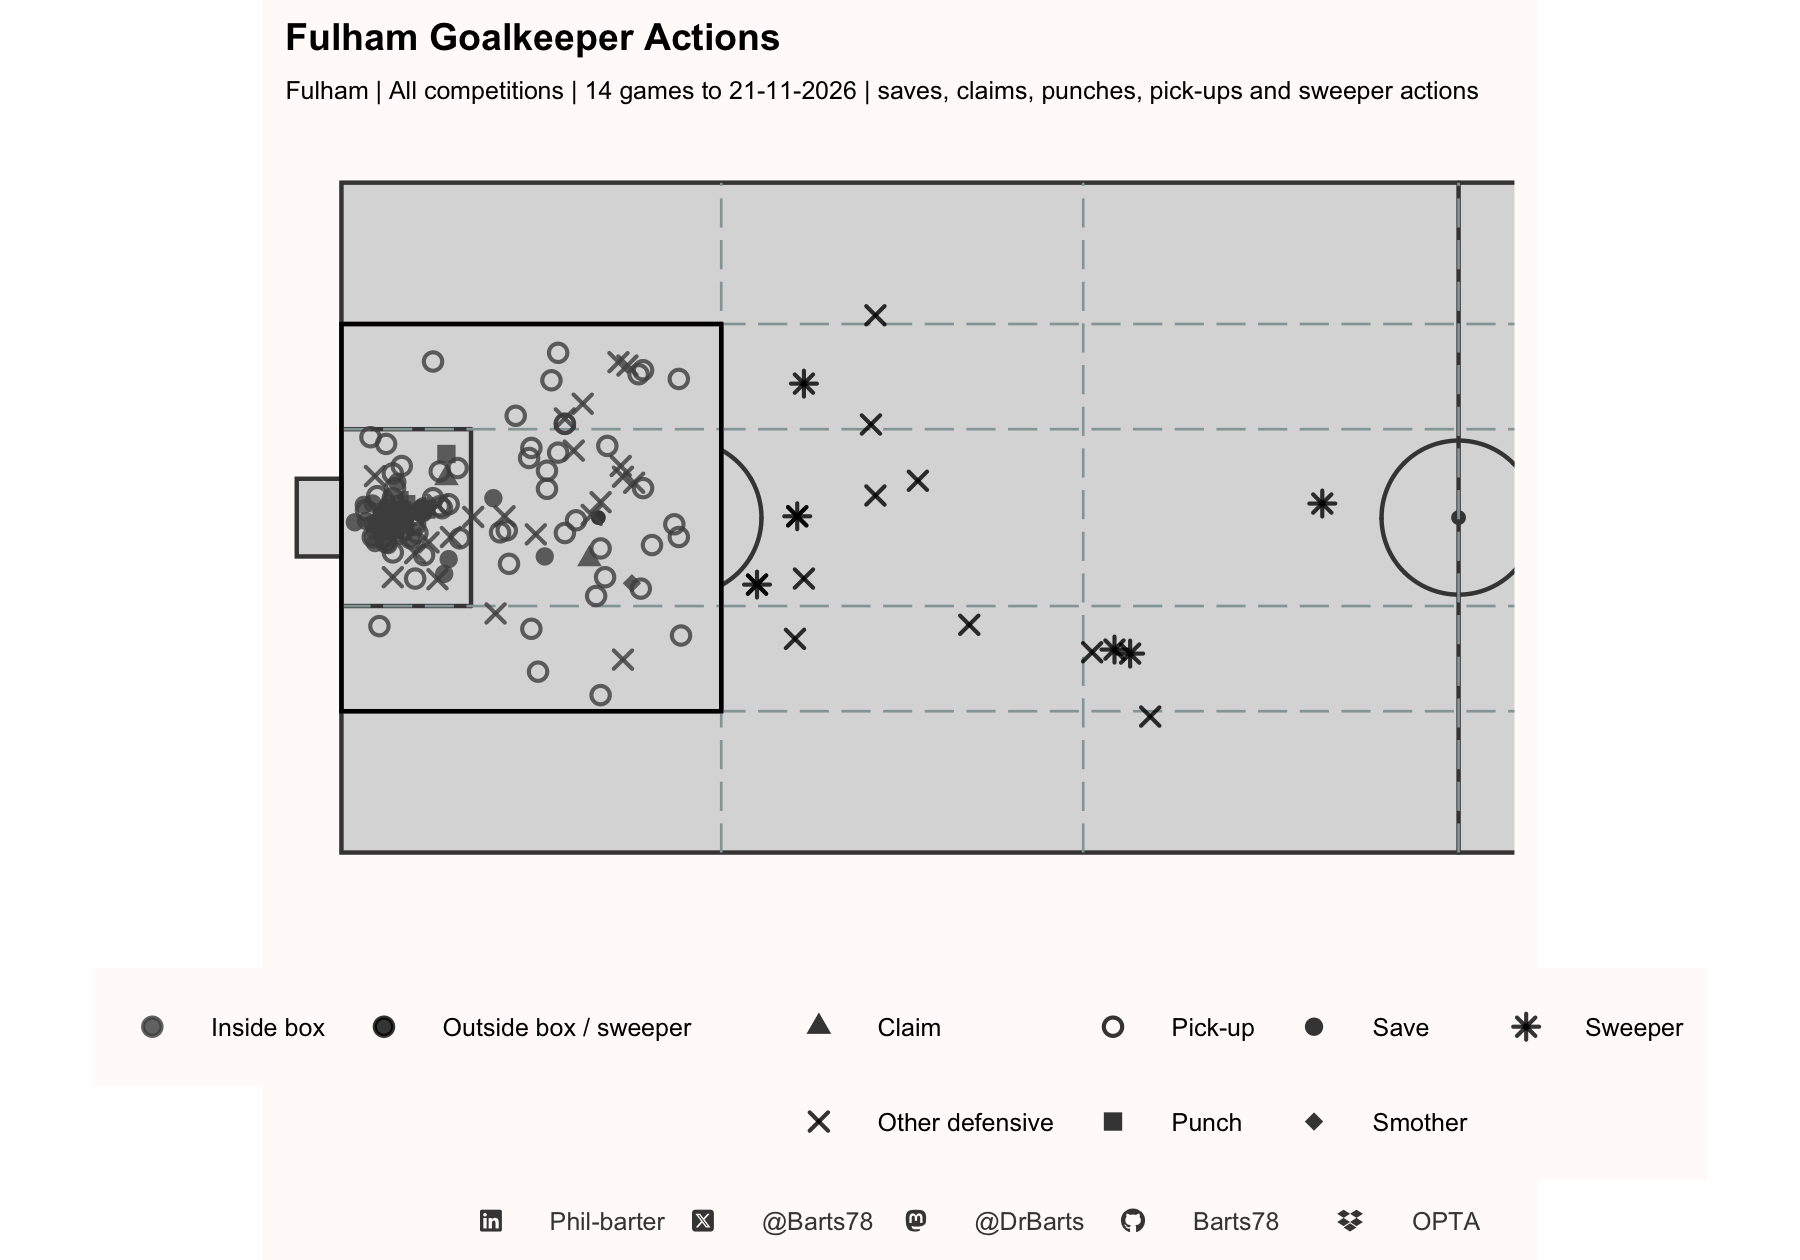 Fulham Goalkeeper Actions
Fulham | All competitions | 14 games to 21-11-2026 | saves, claims, punches, pick-ups and sweeper actions
Inside box Outside box / sweeper Claim Pick-up Save Sweeper
Other defensive Punch Smother
Phil-barter @Barts78 @DrBarts Barts78 OPTA